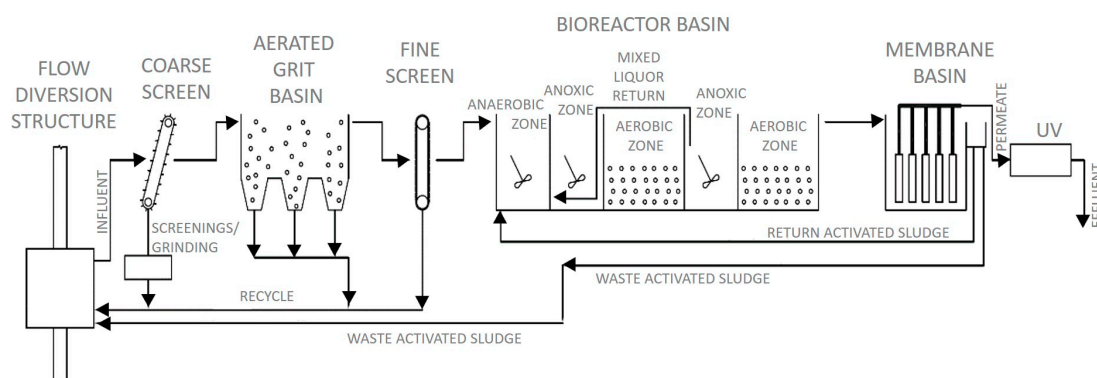 FLOW
DIVERSION
STRUCTURE
COARSE
SCREEN
AERATED
GRIT
BASIN
FINE
SCREEN
BIOREACTOR BASIN
ANAEROBIC
ZONE
ANOXIC
ZONE
MIXED
LIQUOR
RETURN
AEROBIC
ZONE
ANOXIC
ZONE
AEROBIC
ZONE
MEMBRANE
BASIN
PERMEATE
UV
EFFLUENT
INFLUENT
SCREENINGS/
GRINDING
RETURN ACTIVATED SLUDGE
WASTE ACTIVATED SLUDGE
RECYCLE
WASTE ACTIVATED SLUDGE